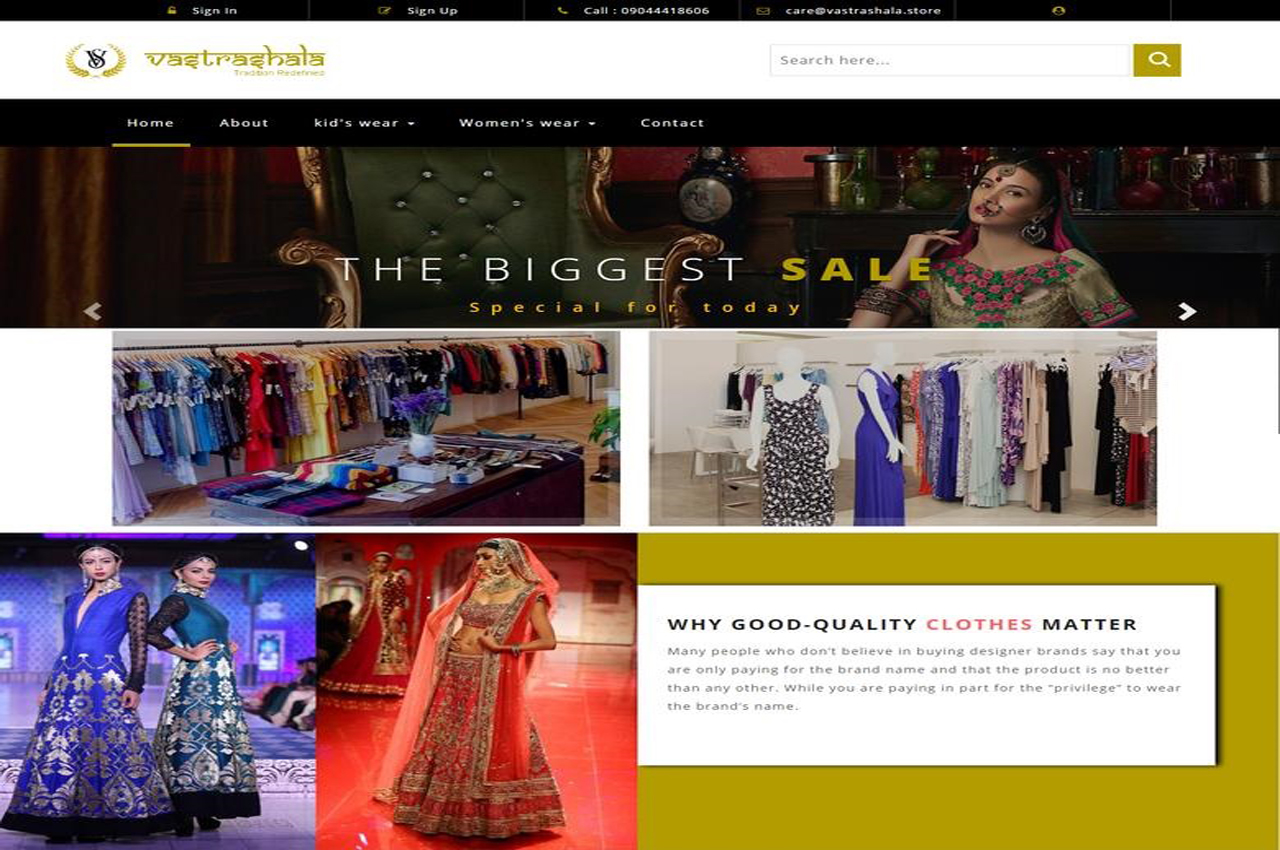 Sign In
Sign Up
Call : 09044418606
care@vastrashala.store
VS
vastrashala
Tradition Redefined
Search here...
Home
About
kid's wear
Women's wear
Contact
THE BIGGEST SALE
Special for today
WHY GOOD-QUALITY CLOTHES MATTER
Many people who don't believe in buying designer brands say that you
are only paying for the brand name and that the product is no better
than any other. While you are paying in part for the "privilege" to wear
the brand's name.